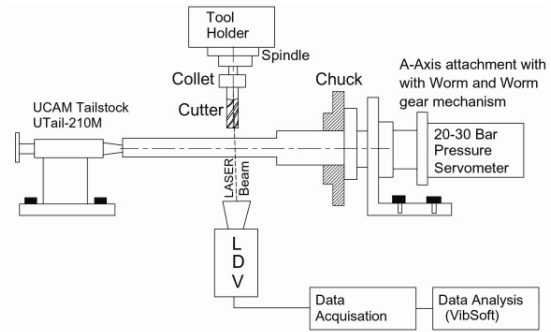 Tool
Holder
Spindle
Collet
Cutter
Chuck
A-Axis attachment with
with Worm and Worm
gear mechanism
UCAM Tailstock
UTail-210M
20-30 Bar
Pressure
Servometer
LASER
Beam
L
D
V
Data
Acquisation
Data Analysis
(VibSoft)